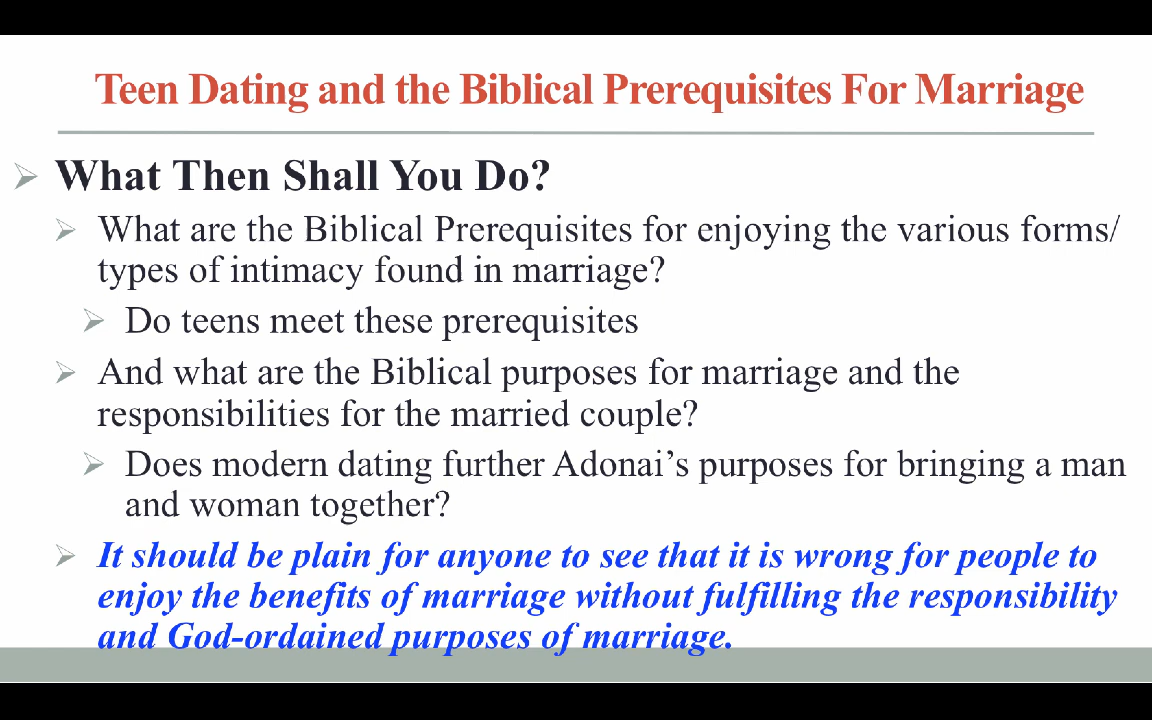 Teen Dating and the Biblical Prerequisites For Marriage
What Then Shall You Do?
What are the Biblical Prerequisites for enjoying the various forms/
types of intimacy found in marriage?
Do teens meet these prerequisites
And what are the Biblical purposes for marriage and the
responsibilities for the married couple?
Does modern dating further Adonai’s purposes for bringing a man
and woman together?
It should be plain for anyone to see that it is wrong for people to
enjoy the benefits of marriage without fulfilling the responsibility
and God-ordained purposes of marriage.